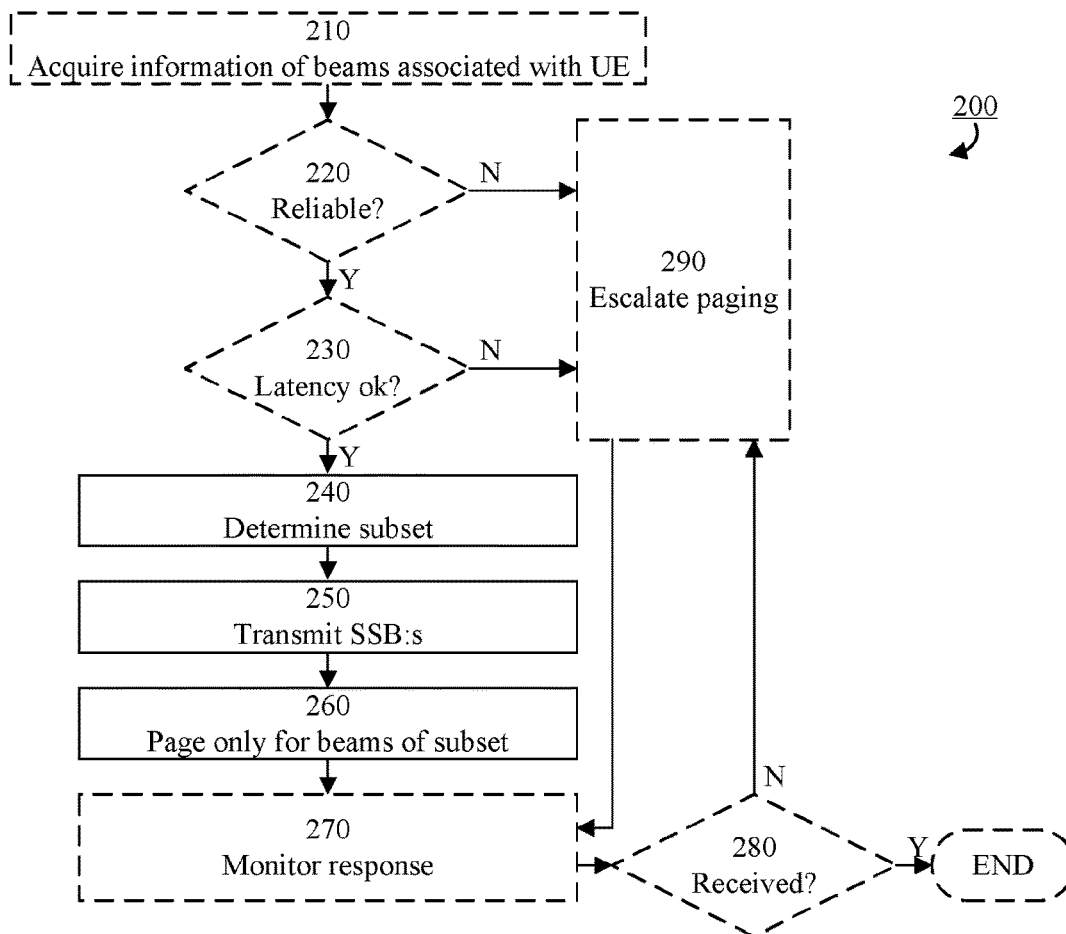 210
Acquire information of beams associated with UE
200
220
Reliable?
N
Y
290
Escalate paging
230
Latency ok?
N
Y
240
Determine subset
250
Transmit SSB:s
260
Page only for beams of subset
N
270
Monitor response
280
Received?
Y
END